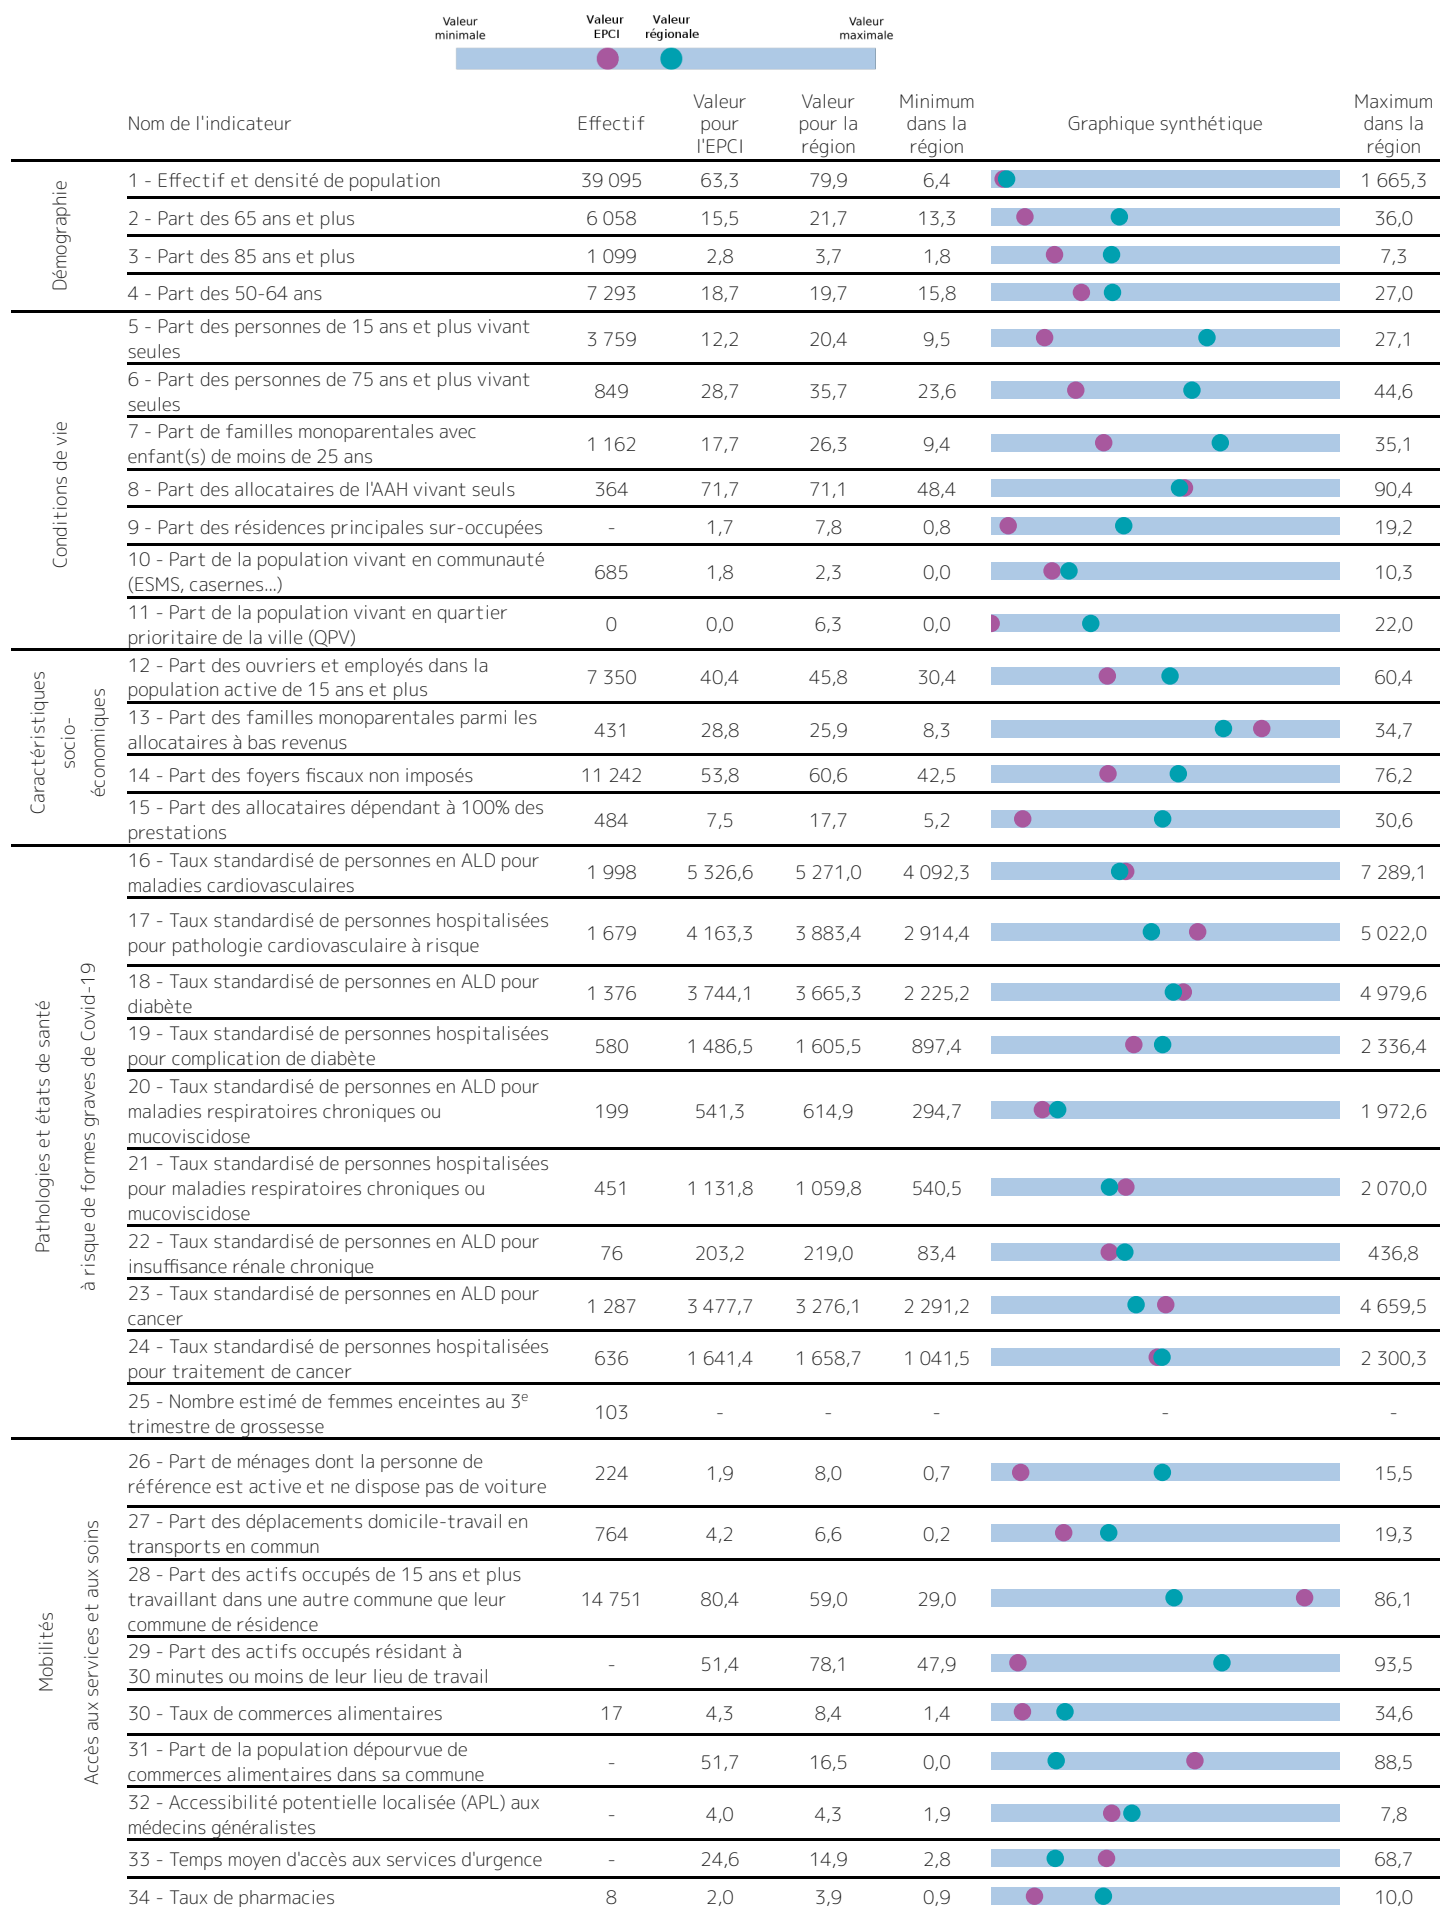 Valeur minimale
Valeur EPCI
Valeur régionale
Valeur maximale
Nom de l'indicateur
Effectif
Valeur pour l'EPCI
Valeur pour la région
Minimum dans la région
Graphique synthétique
Maximum dans la région
Démographie
1 - Effectif et densité de population 39 095 63,3 79,9 6,4 1 665,3
2 - Part des 65 ans et plus 6 058 15,5 21,7 13,3 36,0
3 - Part des 85 ans et plus 1 099 2,8 3,7 1,8 7,3
4 - Part des 50-64 ans 7 293 18,7 19,7 15,8 27,0
Conditions de vie
5 - Part des personnes de 15 ans et plus vivant
seules 3 759 12,2 20,4 9,5 27,1
6 - Part des personnes de 75 ans et plus vivant
seules 849 28,7 35,7 23,6 44,6
7 - Part de familles monoparentales avec
enfant(s) de moins de 25 ans 1 162 17,7 26,3 9,4 35,1
8 - Part des allocataires de l'AAH vivant seuls 364 71,7 71,1 48,4 90,4
9 - Part des résidences principales sur-occupées - 1,7 7,8 0,8 19,2
10 - Part de la population vivant en communauté
(ESMS, casernes...) 685 1,8 2,3 0,0 10,3
11 - Part de la population vivant en quartier
prioritaire de la ville (QPV) 0 0,0 6,3 0,0 22,0
Caractéristiques
socio-
économiques
12 - Part des ouvriers et employés dans la
population active de 15 ans et plus 7 350 40,4 45,8 30,4 60,4
13 - Part des familles monoparentales parmi les
allocataires à bas revenus 431 28,8 25,9 8,3 34,7
14 - Part des foyers fiscaux non imposés 11 242 53,8 60,6 42,5 76,2
15 - Part des allocataires dépendant à 100% des
prestations 484 7,5 17,7 5,2 30,6
Pathologies et états de santé
à risque de formes graves de Covid-19
16 - Taux standardisé de personnes en ALD pour
maladies cardiovasculaires 1 998 5 326,6 5 271,0 4 092,3 7 289,1
17 - Taux standardisé de personnes hospitalisées
pour pathologie cardiovasculaire à risque 1 679 4 163,3 3 883,4 2 914,4 5 022,0
18 - Taux standardisé de personnes en ALD pour
diabète 1 376 3 744,1 3 665,3 2 225,2 4 979,6
19 - Taux standardisé de personnes hospitalisées
pour complication de diabète 580 1 486,5 1 605,5 897,4 2 336,4
20 - Taux standardisé de personnes en ALD pour
maladies respiratoires chroniques ou 199 541,3 614,9 294,7 1 972,6
mucoviscidose
21 - Taux standardisé de personnes hospitalisées
pour maladies respiratoires chroniques ou 451 1 131,8 1 059,8 540,5 2 070,0
mucoviscidose
22 - Taux standardisé de personnes en ALD pour
insuffisance rénale chronique 76 203,2 219,0 83,4 436,8
23 - Taux standardisé de personnes en ALD pour
cancer 1 287 3 477,7 3 276,1 2 291,2 4 659,5
24 - Taux standardisé de personnes hospitalisées
pour traitement de cancer 636 1 641,4 1 658,7 1 041,5 2 300,3
25 - Nombre estimé de femmes enceintes au 3e
trimestre de grossesse 103 - - - - -
Mobilités
Accès aux services et aux soins
26 - Part de ménages dont la personne de
référence est active et ne dispose pas de voiture 224 1,9 8,0 0,7 15,5
27 - Part des déplacements domicile-travail en
transports en commun 764 4,2 6,6 0,2 19,3
28 - Part des actifs occupés de 15 ans et plus
travaillant dans une autre commune que leur 14 751 80,4 59,0 29,0 86,1
commune de résidence
29 - Part des actifs occupés résidant à
30 minutes ou moins de leur lieu de travail - 51,4 78,1 47,9 93,5
30 - Taux de commerces alimentaires 17 4,3 8,4 1,4 34,6
31 - Part de la population dépourvue de
commerces alimentaires dans sa commune - 51,7 16,5 0,0 88,5
32 - Accessibilité potentielle localisée (APL) aux
médecins généralistes - 4,0 4,3 1,9 7,8
33 - Temps moyen d'accès aux services d'urgence - 24,6 14,9 2,8 68,7
34 - Taux de pharmacies 8 2,0 3,9 0,9 10,0